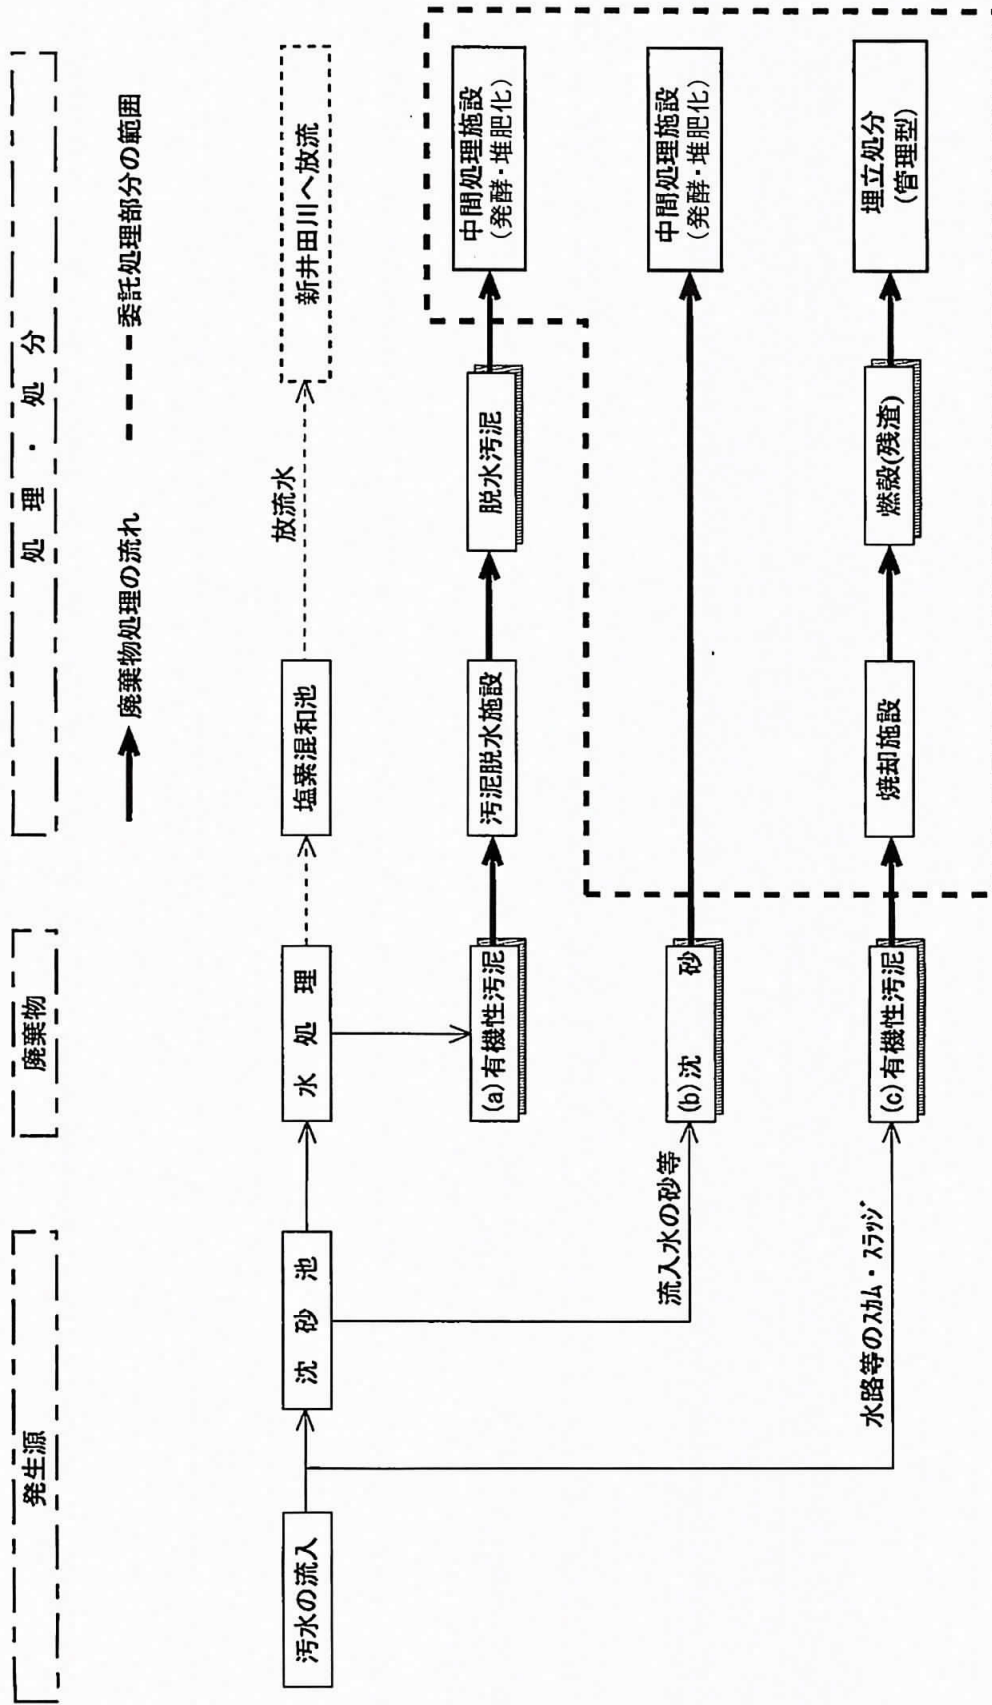 発生源
廃棄物
処理・処分
廃棄物処理の流れ
委託処理部分の範囲
汚水の流入
沈砂池
水処理
塩素混和池
放流水
新井田川へ放流
(a)有機性汚泥
汚泥脱水施設
脱水汚泥
中間処理施設
(発酵・堆肥化)
流入水の砂等
(b)沈砂
中間処理施設
(発酵・堆肥化)
水路等のスカム・スラッジ
(c)有機性汚泥
焼却施設
燃殻(残渣)
埋立処分
(管理型)